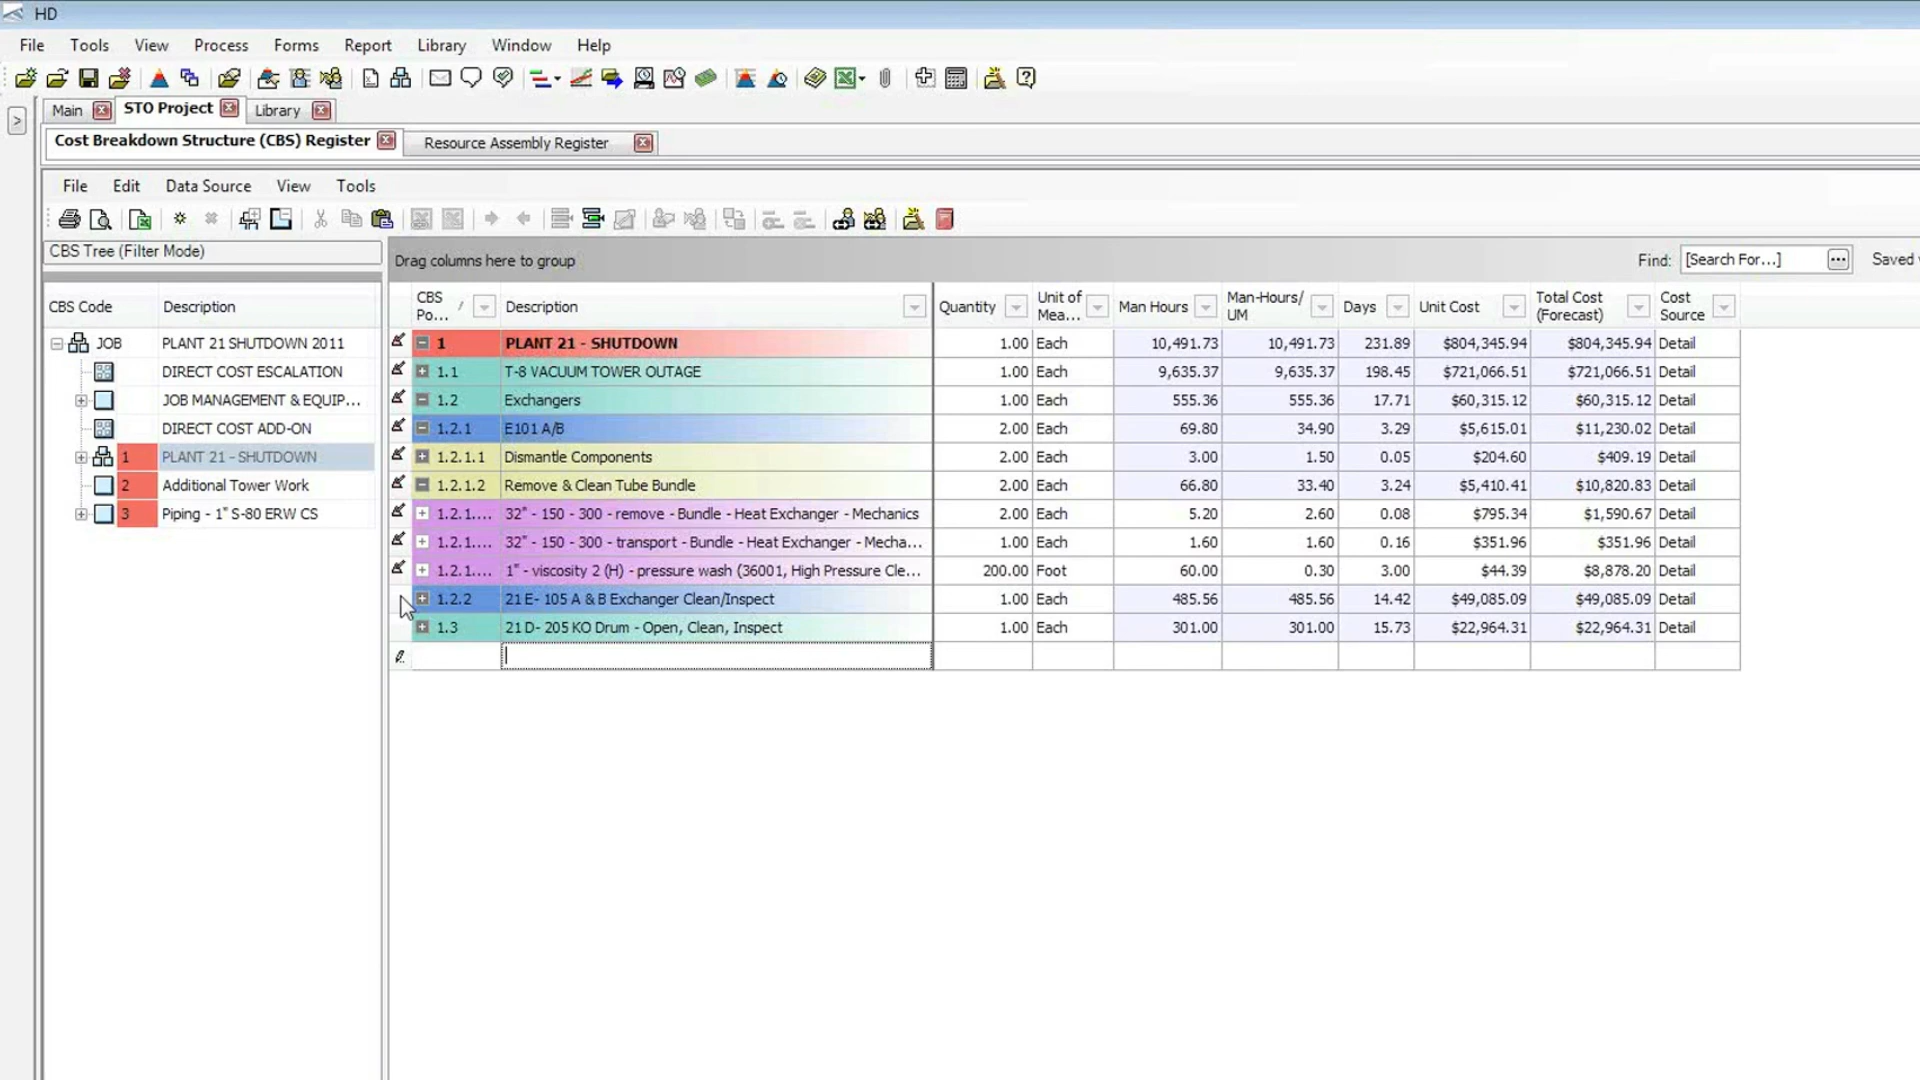 HD
File Tools View Process Forms Report Library Window Help
Main STO Project Library
>
Cost Breakdown Structure (CBS) Register Resource Assembly Register
File Edit Data Source View Tools
CBS Tree (Filter Mode)
Drag columns here to group Find: [Search For...] ... Saved
CBS Code Description
JOB PLANT 21 SHUTDOWN 2011
DIRECT COST ESCALATION
JOB MANAGEMENT & EQUIP...
DIRECT COST ADD-ON
1 PLANT 21 - SHUTDOWN
2 Additional Tower Work
3 Piping - 1" S-80 ERW CS
CBS Po... Description Quantity Unit of Mea... Man Hours Man-Hours/ UM Days Unit Cost Total Cost (Forecast) Cost Source
1 PLANT 21 - SHUTDOWN 1.00 Each 10,491.73 10,491.73 231.89 $804,345.94 $804,345.94 Detail
1.1 T-8 VACUUM TOWER OUTAGE 1.00 Each 9,635.37 9,635.37 198.45 $721,066.51 $721,066.51 Detail
1.2 Exchangers 1.00 Each 555.36 555.36 17.71 $60,315.12 $60,315.12 Detail
1.2.1 E101 A/B 2.00 Each 69.80 34.90 3.29 $5,615.01 $11,230.02 Detail
1.2.1.1 Dismantle Components 2.00 Each 3.00 1.50 0.05 $204.60 $409.19 Detail
1.2.1.2 Remove & Clean Tube Bundle 2.00 Each 66.80 33.40 3.24 $5,410.41 $10,820.83 Detail
1.2.1.... 32" - 150 - 300 - remove - Bundle - Heat Exchanger - Mechanics 2.00 Each 5.20 2.60 0.08 $795.34 $1,590.67 Detail
1.2.1.... 32" - 150 - 300 - transport - Bundle - Heat Exchanger - Mecha... 1.00 Each 1.60 1.60 0.16 $351.96 $351.96 Detail
1.2.1.... 1" - viscosity 2 (H) - pressure wash (36001, High Pressure Cle... 200.00 Foot 60.00 0.30 3.00 $44.39 $8,878.20 Detail
1.2.2 21 E- 105 A & B Exchanger Clean/Inspect 1.00 Each 485.56 485.56 14.42 $49,085.09 $49,085.09 Detail
1.3 21 D- 205 KO Drum - Open, Clean, Inspect 1.00 Each 301.00 301.00 15.73 $22,964.31 $22,964.31 Detail